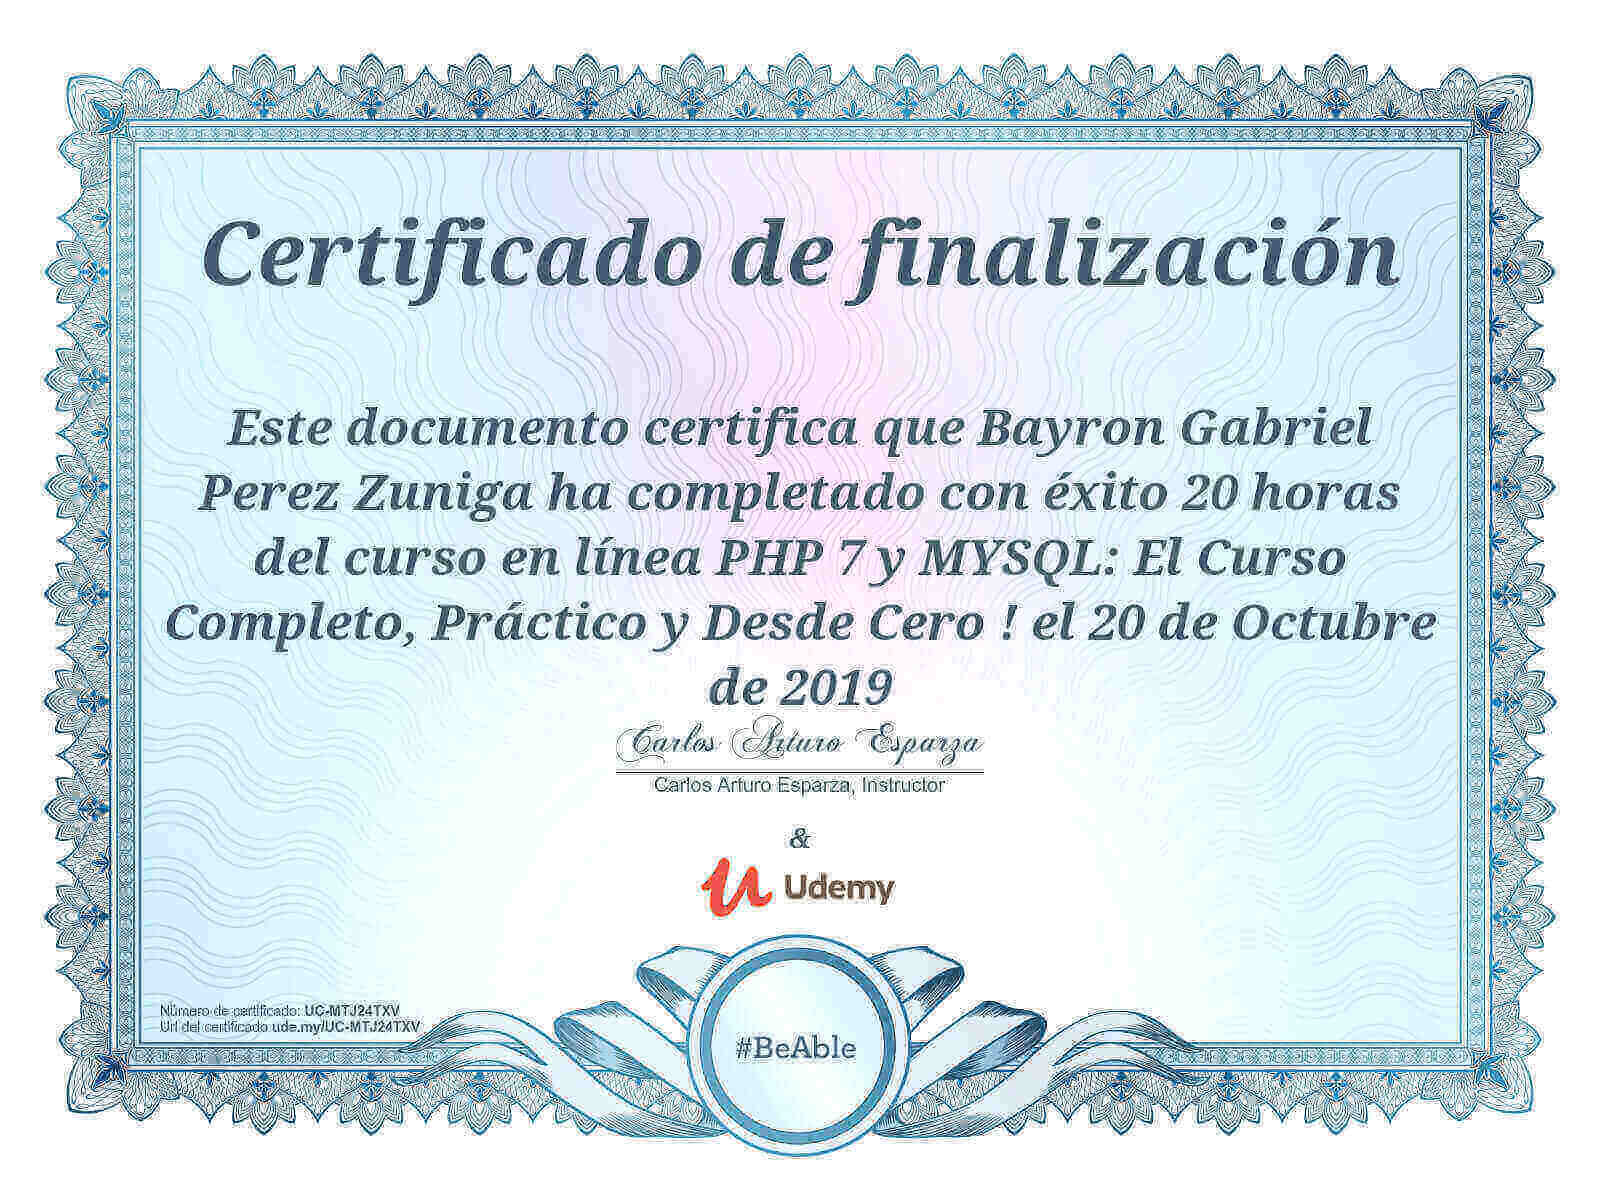 Certificado de finalización
Este documento certifica que Bayron Gabriel
Perez Zuniga ha completado con éxito 20 horas
del curso en línea PHP 7 y MYSQL: El Curso
Completo, Práctico y Desde Cero ! el 20 de Octubre
de 2019
Carlos Arturo Esparza
Carlos Arturo Esparza, Instructor
&
Udemy
Número de certificado: UC-MTJ24TXV
Url del certificado ude.my/UC-MTJ24TXV
#BeAble